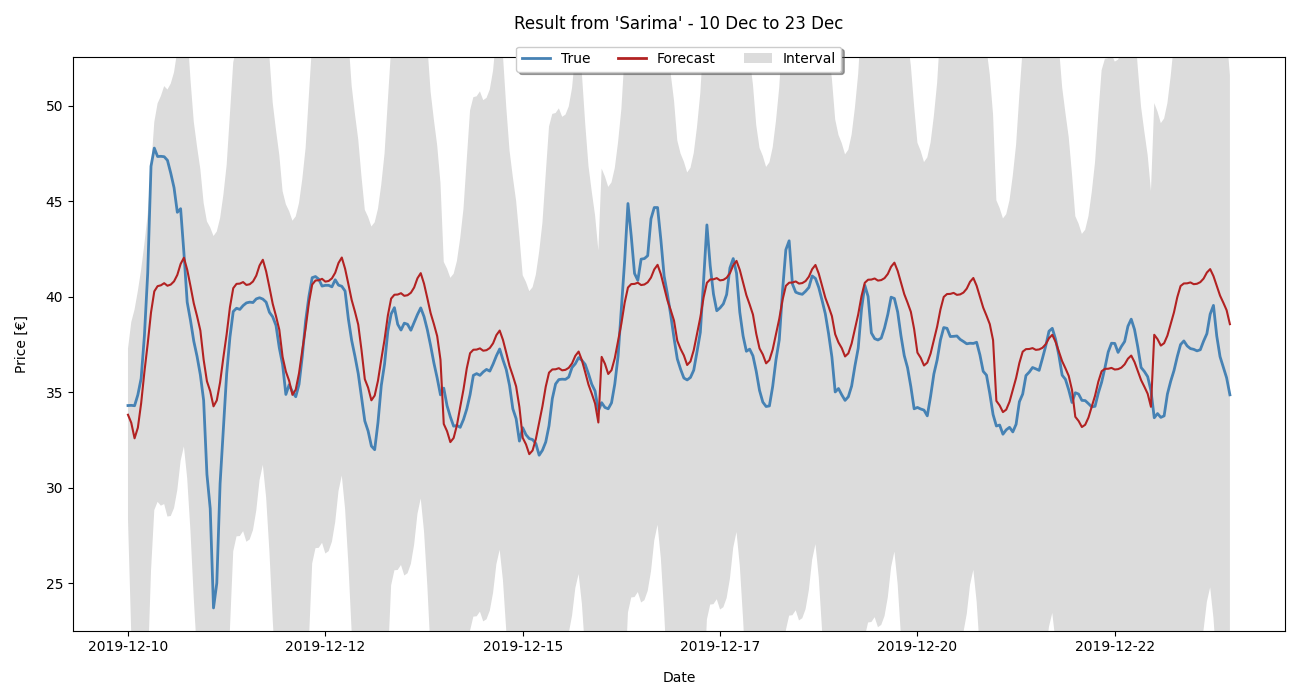 Result from 'Sarima' - 10 Dec to 23 Dec
True Forecast Interval
50
45
40
35
30
25
Price [€]
2019-12-10 2019-12-12 2019-12-15 2019-12-17 2019-12-20 2019-12-22
Date